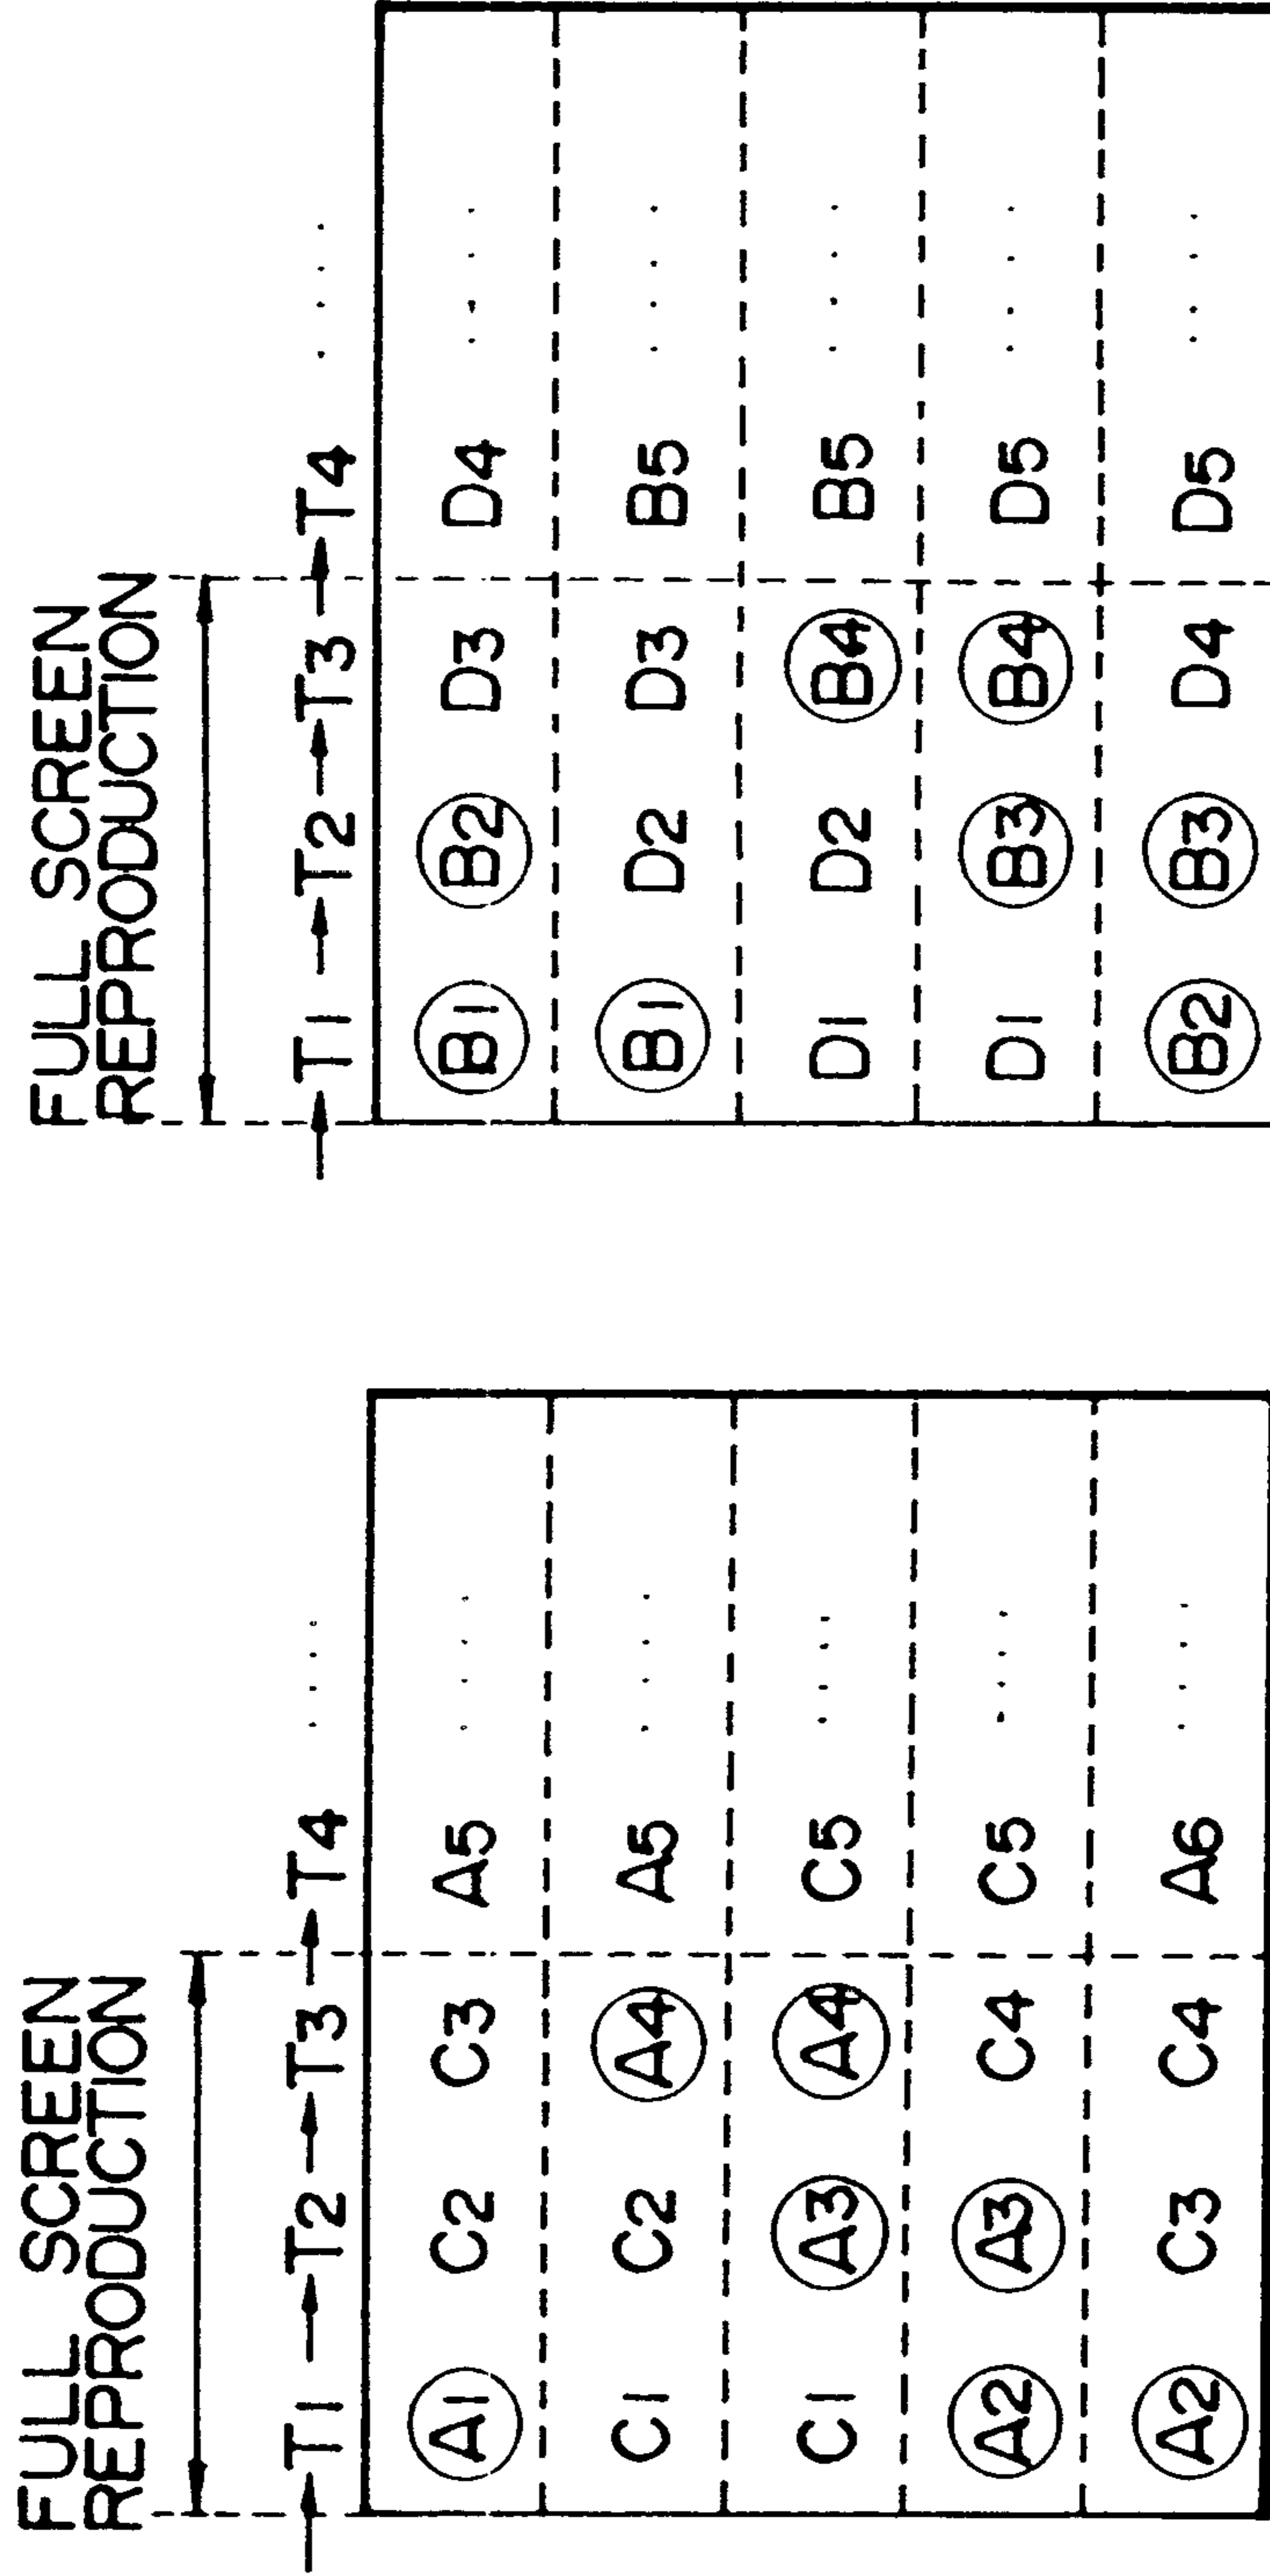 FULL SCREEN
REPRODUCTION
→ T1 → T2 → T3 → T4 ....
A1 C2 C3 A5 ....
C1 C2 A4 A5 ....
C1 A3 A4 C5 ....
A2 A3 C4 C5 ....
A2 C3 C4 A6 ....
FULL SCREEN
REPRODUCTION
→ T1 → T2 → T3 → T4 ....
B1 B2 D3 D4 ....
B1 D2 D3 B5 ....
D1 D2 B4 B5 ....
D1 B3 B4 D5 ....
B2 B3 D4 D5 ....